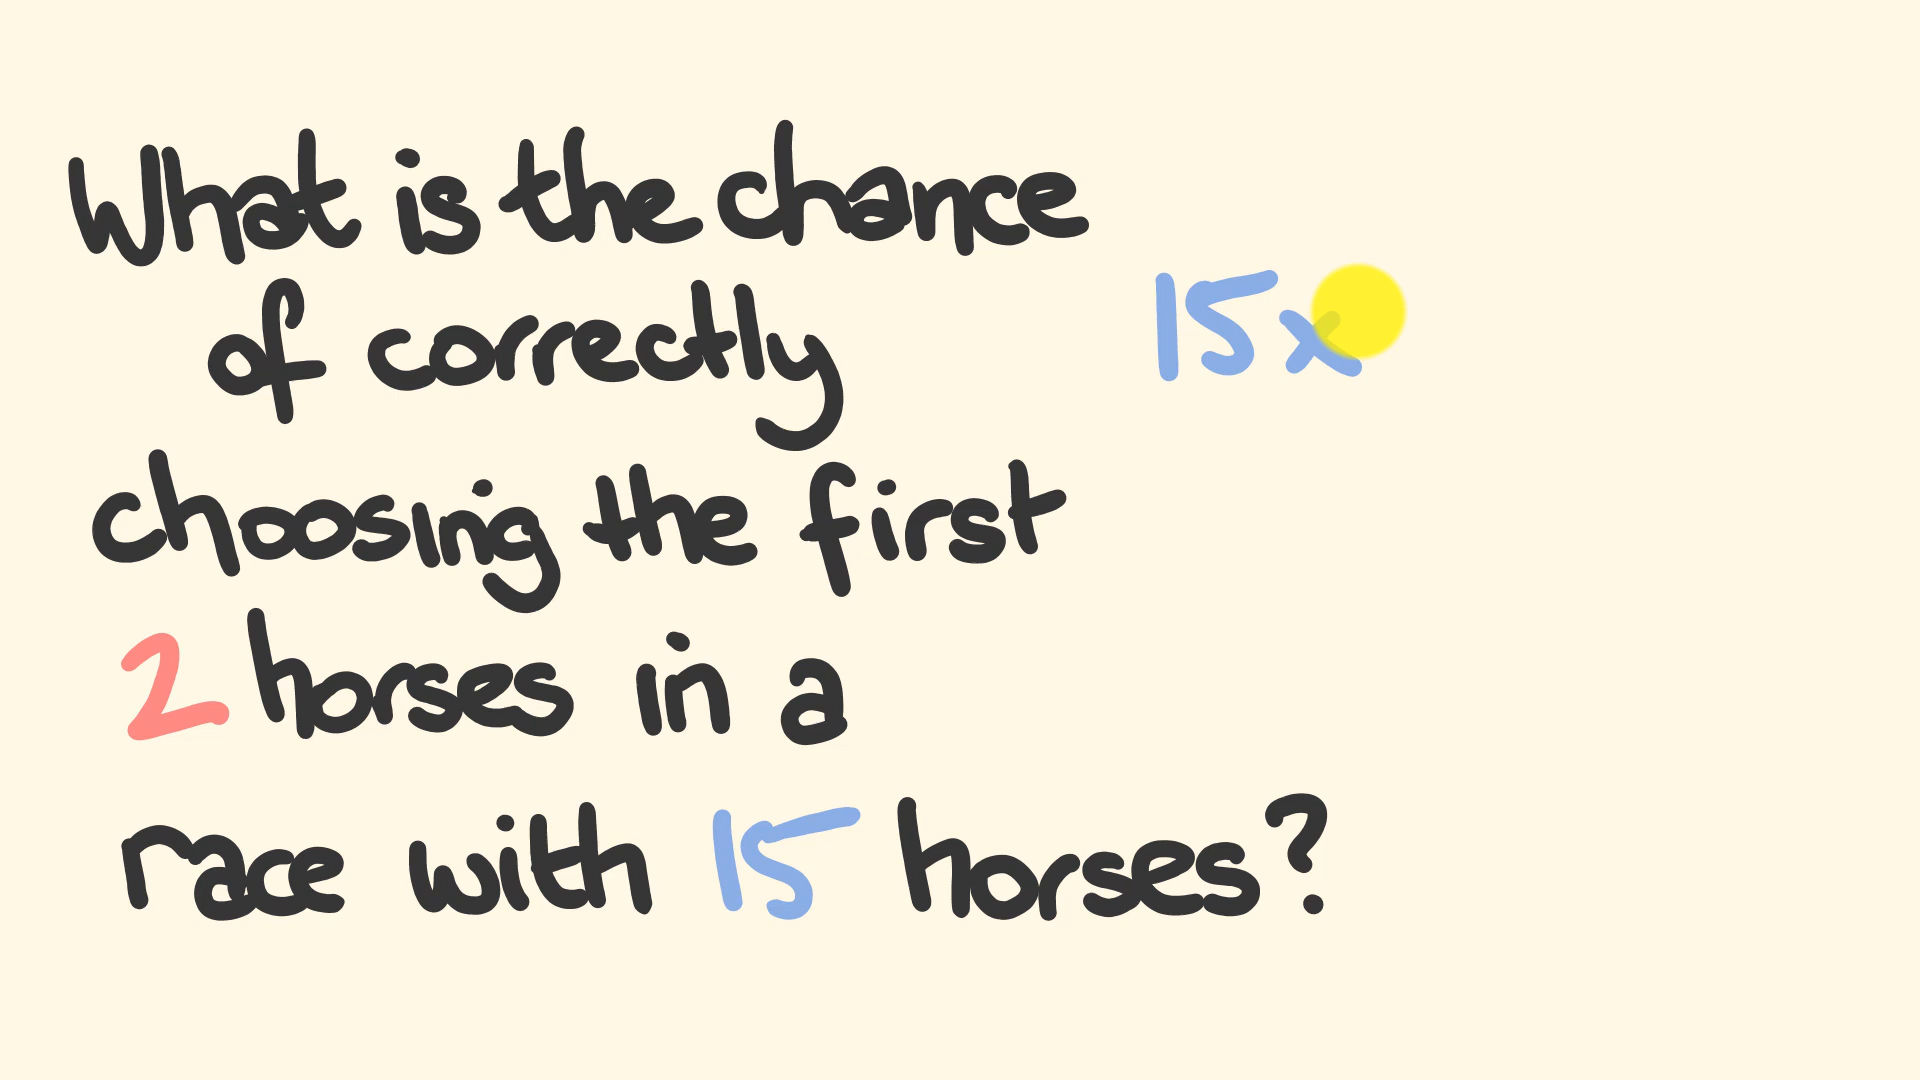 What is the chance
of correctly
15x
choosing the first
2 horses in a
race with 15 horses?